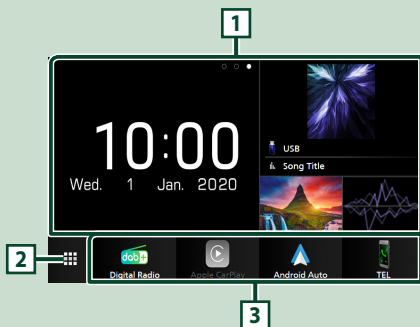 1
10:00
Wed. 1 Jan. 2020
USB
Song Title
2
dab+
Digital Radio
Apple CarPlay
Android Auto
TEL
3